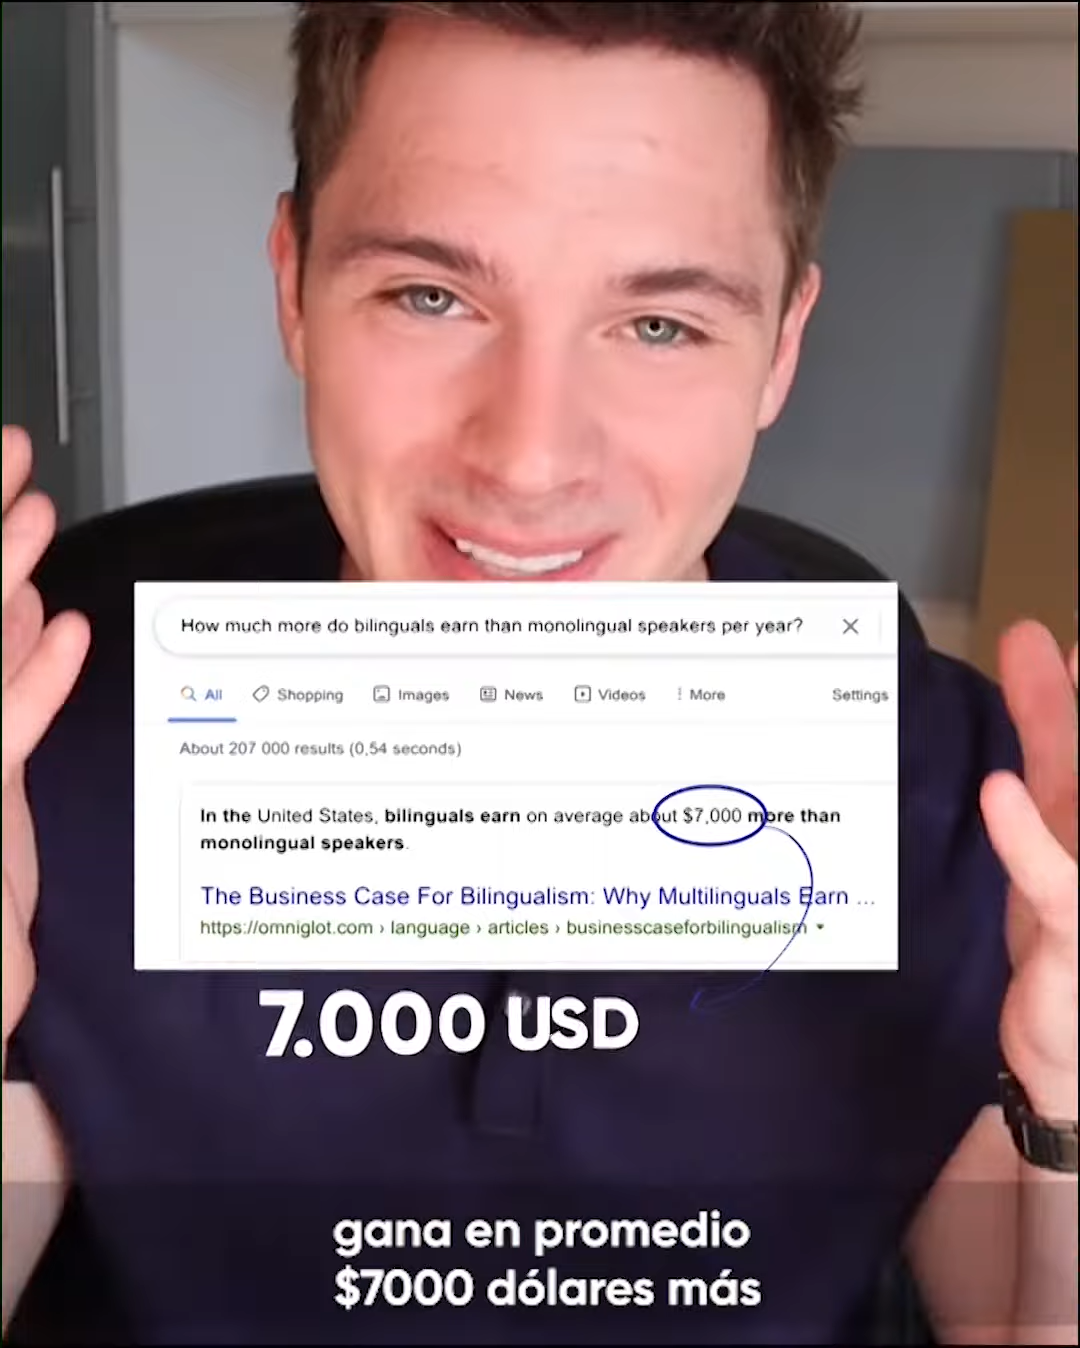 How much more do bilinguals earn than monolingual speakers per year?
All Shopping Images News Videos More Settings
About 207 000 results (0,54 seconds)
In the United States, bilinguals earn on average about $7,000 more than
monolingual speakers.
The Business Case For Bilingualism: Why Multilinguals Earn ...
https://omniglot.com › language › articles › businesscaseforbilingualism
7.000 USD
gana en promedio
$7000 dólares más